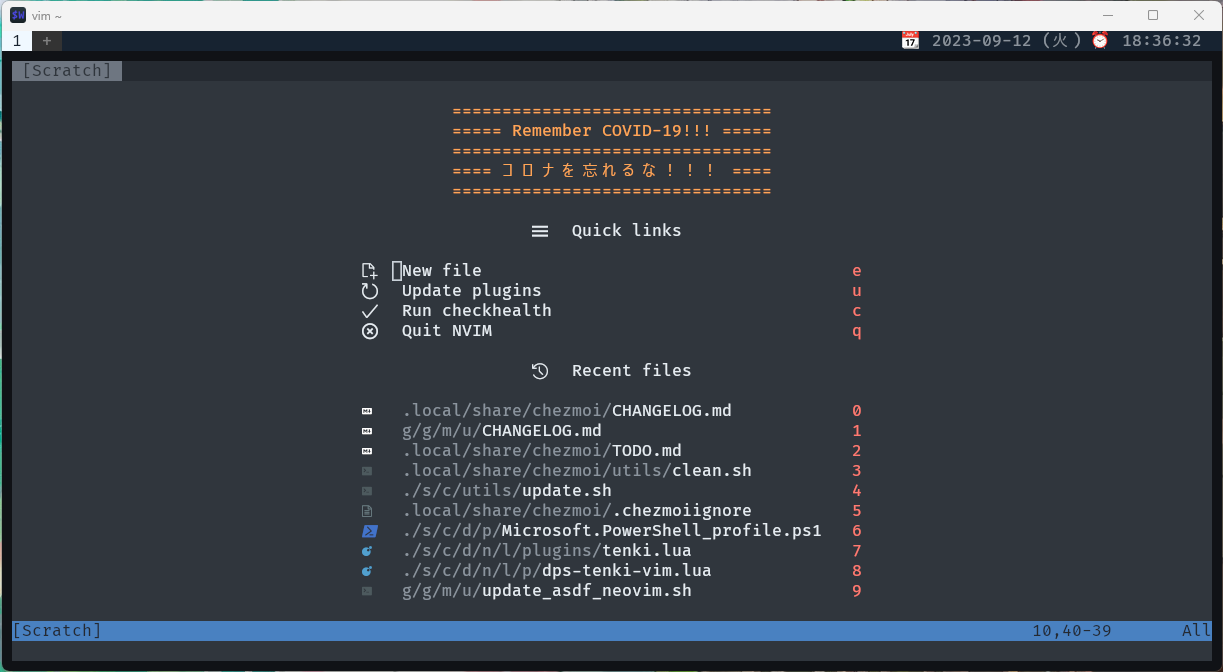 $W vim ~
1 + 2023-09-12 (火) 18:36:32
[Scratch]
================================
===== Remember COVID-19!!! =====
================================
==== コロナを忘れるな！！！ ====
================================
Quick links
New file e
Update plugins u
Run checkhealth c
Quit NVIM q
Recent files
.local/share/chezmoi/CHANGELOG.md 0
g/g/m/u/CHANGELOG.md 1
.local/share/chezmoi/TODO.md 2
.local/share/chezmoi/utils/clean.sh 3
./s/c/utils/update.sh 4
.local/share/chezmoi/.chezmoiignore 5
./s/c/d/p/Microsoft.PowerShell_profile.ps1 6
./s/c/d/n/l/plugins/tenki.lua 7
./s/c/d/n/l/p/dps-tenki-vim.lua 8
g/g/m/u/update_asdf_neovim.sh 9
[Scratch] 10,40-39 All